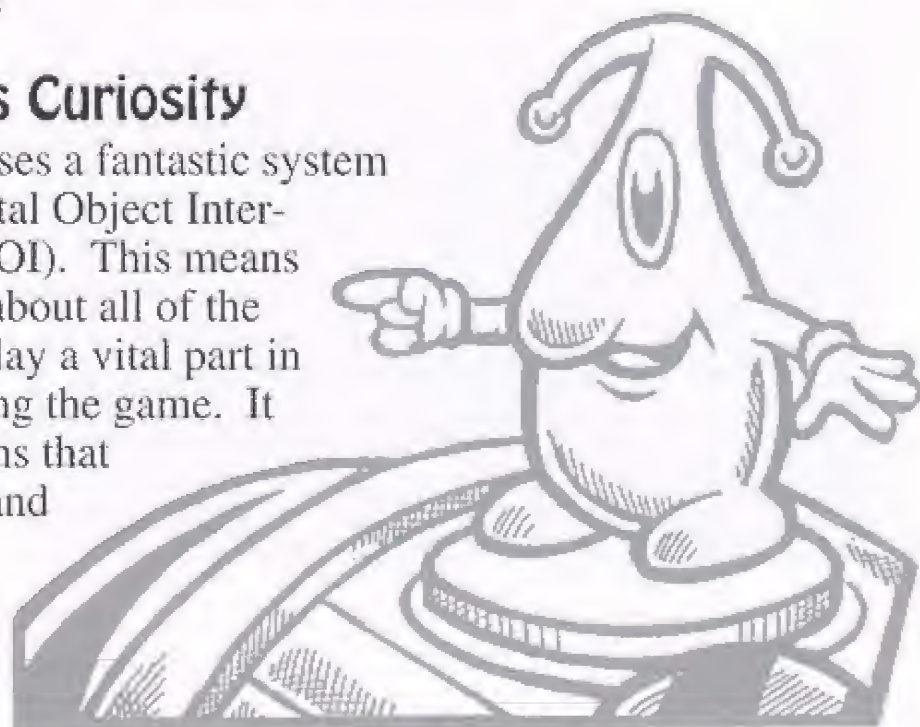 s Curiosity
ses a fantastic system
tal Object Inter-
OI). This means
about all of the
lay a vital part in
ng the game. It
ns that
and